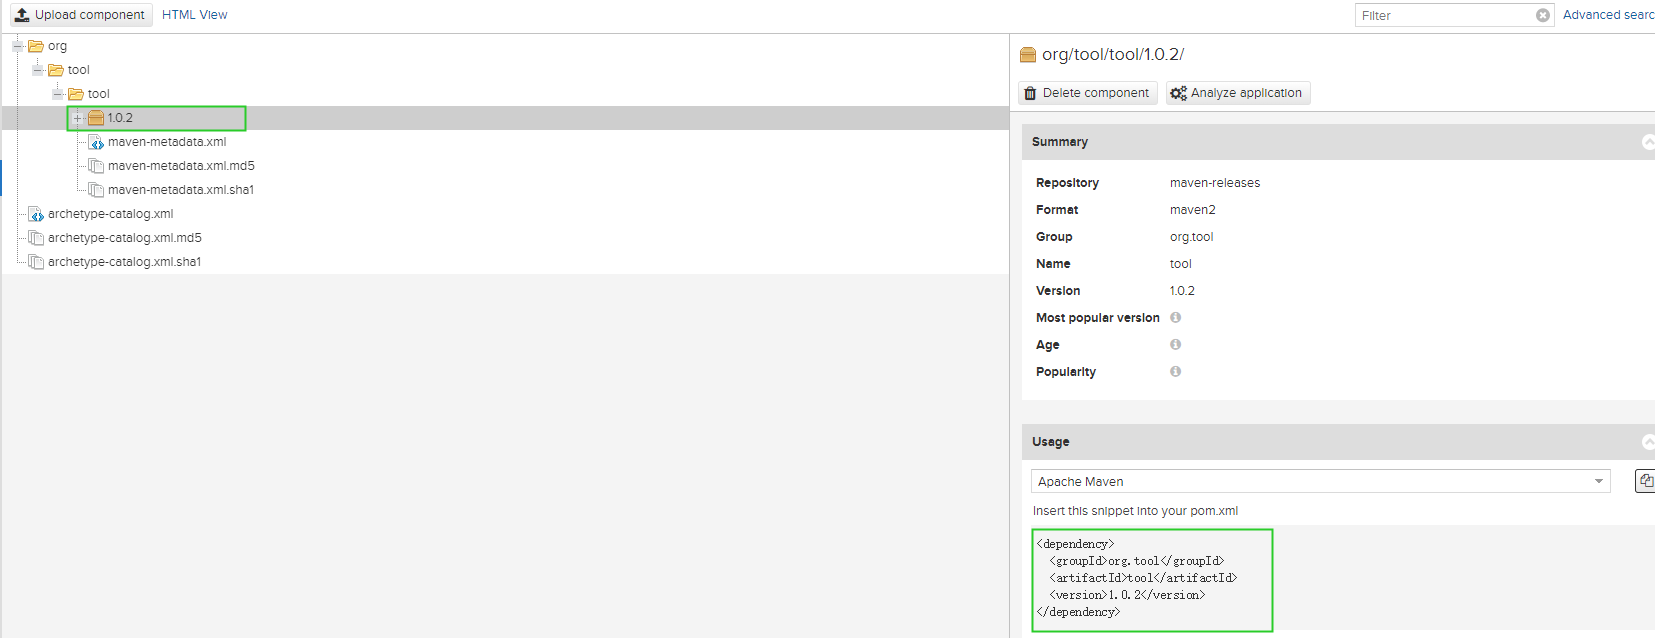 Upload component HTML View Filter Advanced searc
org
tool
tool
1.0.2
maven-metadata.xml
maven-metadata.xml.md5
maven-metadata.xml.sha1
archetype-catalog.xml
archetype-catalog.xml.md5
archetype-catalog.xml.sha1
org/tool/tool/1.0.2/
Delete component Analyze application
Summary
Repository maven-releases
Format maven2
Group org.tool
Name tool
Version 1.0.2
Most popular version
Age
Popularity
Usage
Apache Maven
Insert this snippet into your pom.xml
<dependency>
  <groupId>org.tool</groupId>
  <artifactId>tool</artifactId>
  <version>1.0.2</version>
</dependency>